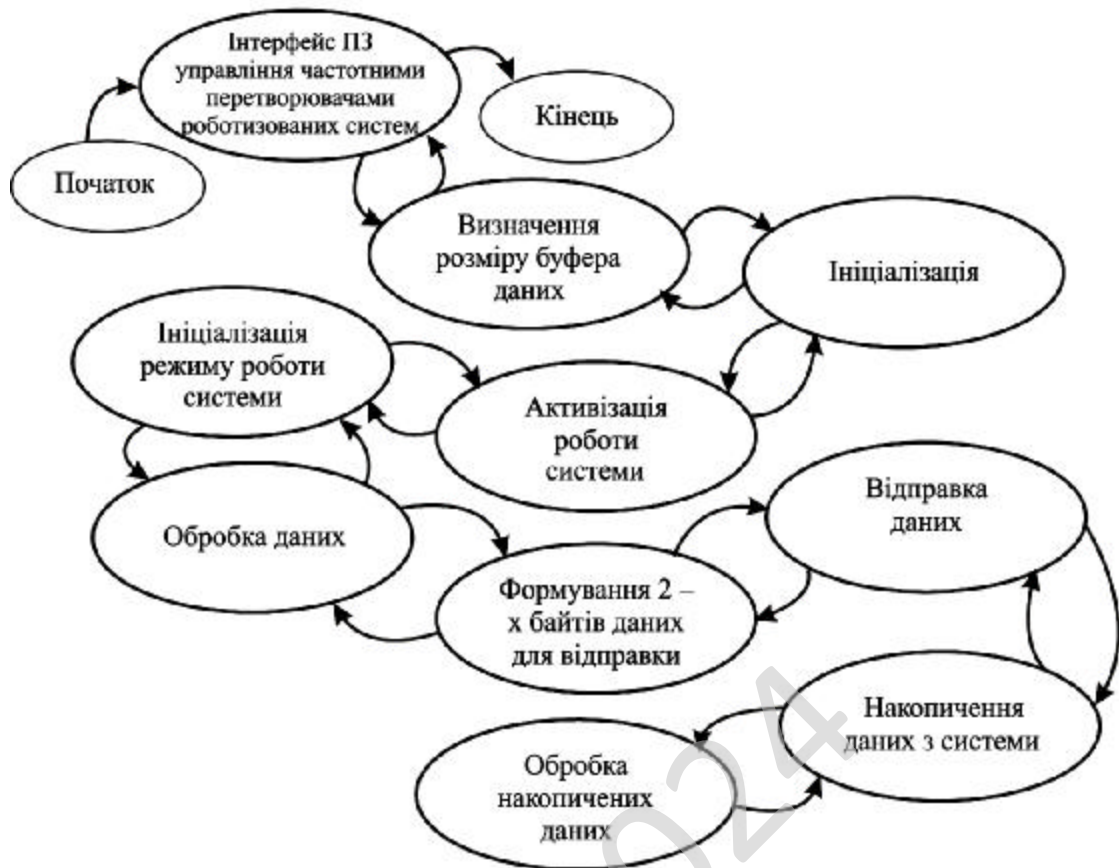 Інтерфейс ПЗ
управління частотними
перетворювачами
роботизованих систем
Кінець
Початок
Визначення
розміру буфера
даних
Ініціалізація
Ініціалізація
режиму роботи
системи
Активізація
роботи
системи
Відправка
даних
Обробка даних
Формування 2 –
х байтів даних
для відправки
Накопичення
даних з системи
Обробка
накопичених
даних